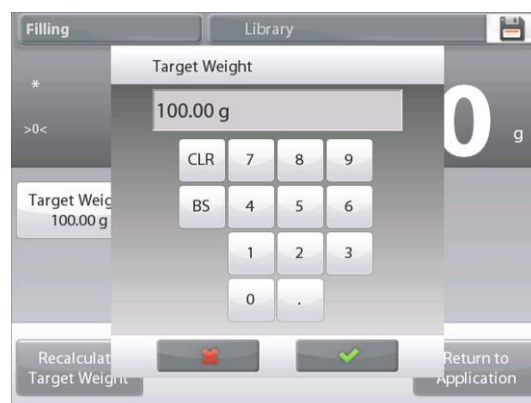 Filling
Library
Target Weight
*
>0<
100.00 g
0
g
CLR 7 8 9
BS 4 5 6
1 2 3
0 .
Target Weig
100.00 g
Recalculat
Target Weight
Return to
Application